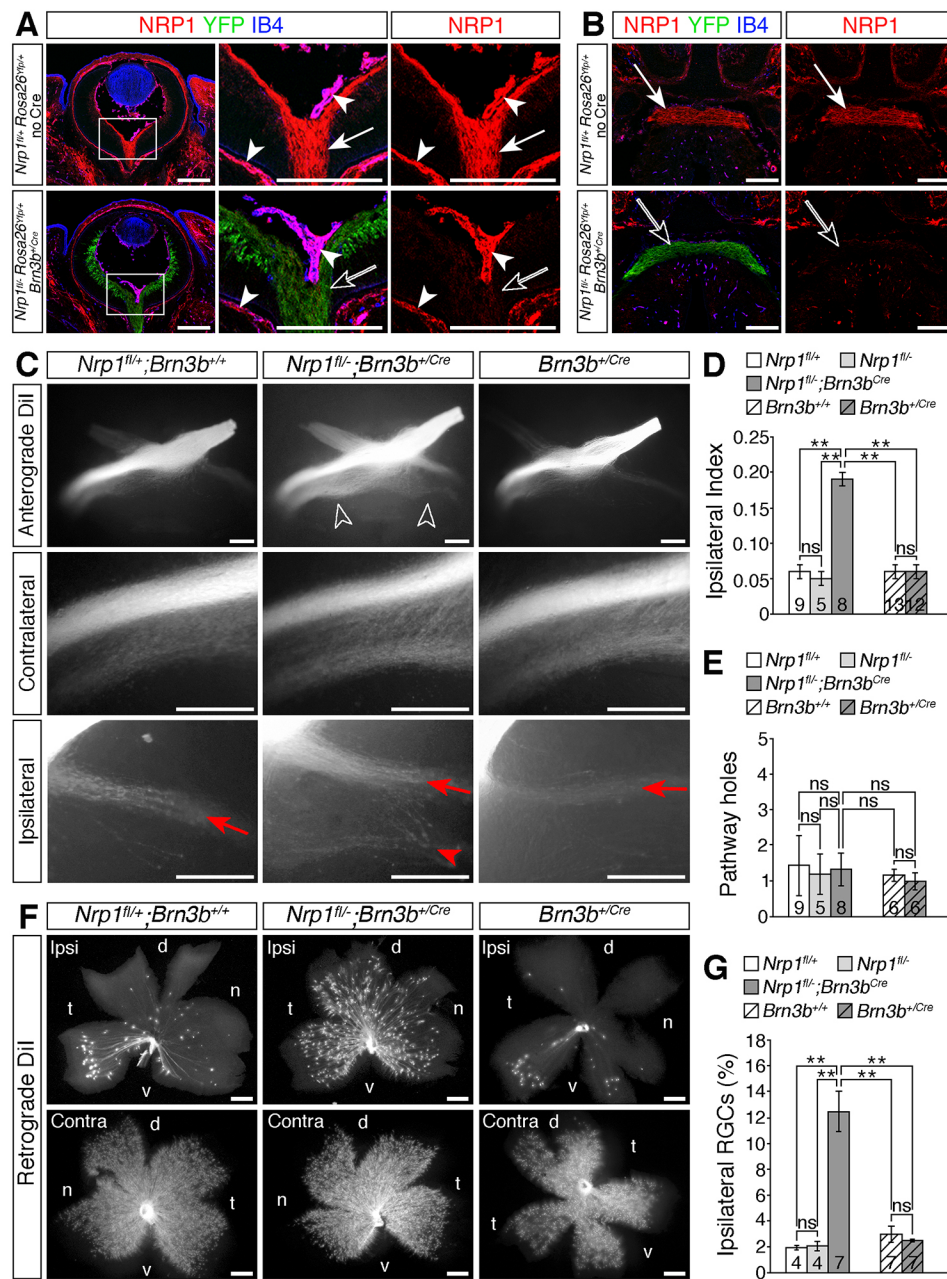 A
NRP1 YFP IB4
NRP1
Nrp1fl/+ Rosa26Yfp/+
no Cre
Nrp1fl/- Rosa26Yfp/+
Brn3b+/Cre
B
NRP1 YFP IB4
NRP1
Nrp1fl/+ Rosa26Yfp/+
no Cre
Nrp1fl/- Rosa26Yfp/+
Brn3b+/Cre
C
Nrp1fl/+;Brn3b+/+
Nrp1fl/-;Brn3b+/Cre
Brn3b+/Cre
Anterograde DiI
Contralateral
Ipsilateral
D
Nrp1fl/+
Nrp1fl/-
Nrp1fl/-;Brn3bCre
Brn3b+/+
Brn3b+/Cre
Ipsilateral Index
0.25
0.20
0.15
0.10
0.05
0
** **
** **
ns
ns
9 5 8 13 12
E
Nrp1fl/+
Nrp1fl/-
Nrp1fl/-;Brn3bCre
Brn3b+/+
Brn3b+/Cre
Pathway holes
5
4
3
2
1
0
ns ns
ns ns
ns
ns
9 5 8 6 6
F
Nrp1fl/+;Brn3b+/+
Nrp1fl/-;Brn3b+/Cre
Brn3b+/Cre
Retrograde DiI
Ipsi d
t n
v
d
t n
v
Ipsi d
t n
v
Contra d
n t
v
Contra d
n t
v
Contra d
t
t
v
G
Nrp1fl/+
Nrp1fl/-
Nrp1fl/-;Brn3bCre
Brn3b+/+
Brn3b+/Cre
Ipsilateral RGCs (%)
18
16
14
12
10
8
6
4
2
0
** **
** **
ns
ns
4 4 7 7 7